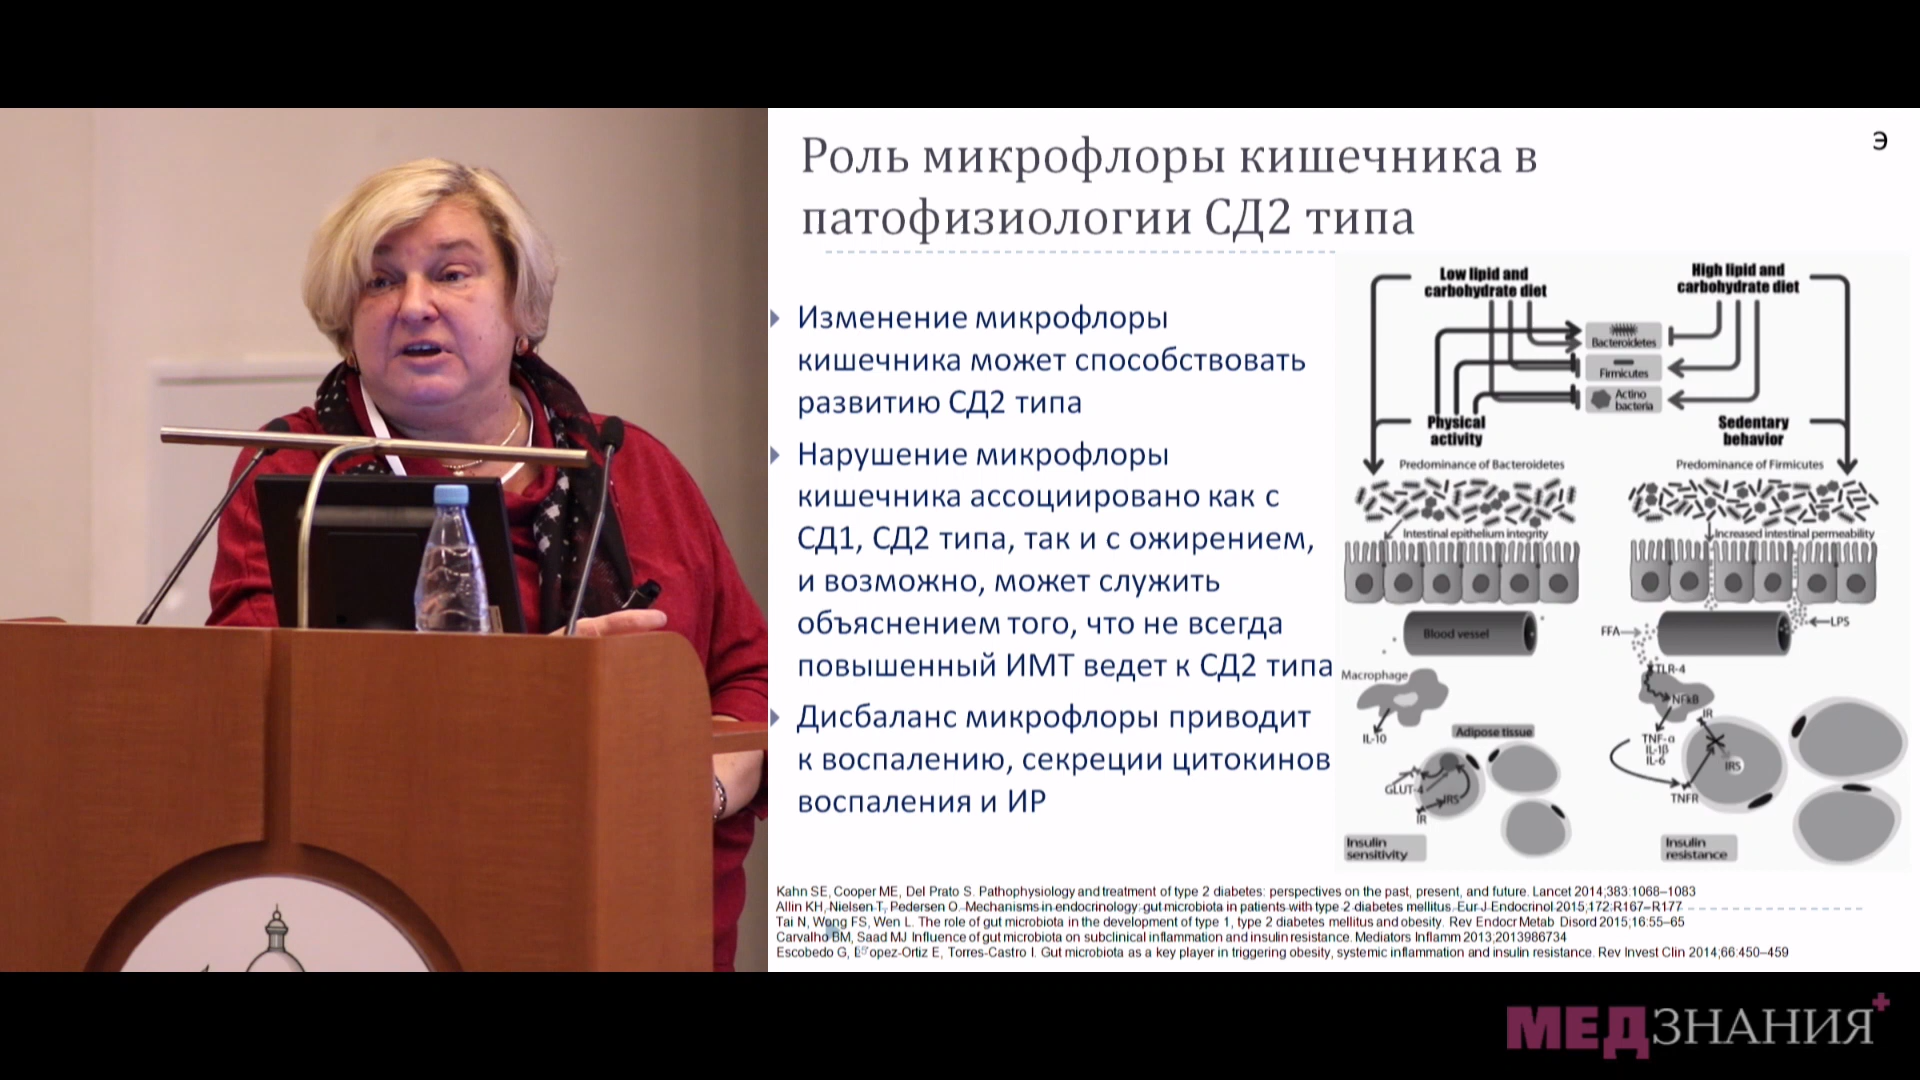 Роль микрофлоры кишечника в
патофизиологии СД2 типа
Э
Изменение микрофлоры
кишечника может способствовать
развитию СД2 типа
Нарушение микрофлоры
кишечника ассоциировано как с
СД1, СД2 типа, так и с ожирением,
и возможно, может служить
объяснением того, что не всегда
повышенный ИМТ ведет к СД2 типа
Дисбаланс микрофлоры приводит
к воспалению, секреции цитокинов
воспаления и ИР
Low lipid and
carbohydrate diet
High lipid and
carbohydrate diet
Bacteroidetes
Firmicutes
Actino
bacteria
Physical
activity
Sedentary
behavior
Predominance of Bacteroidetes
Predominance of Firmicutes
Intestinal epithelium integrity
Increased intestinal permeability
Blood vessel
FFA
LPS
Macrophage
TLR-4
NFkB
IL-10
Adipose tissue
IR
TNF-α
IL-1β
IL-6
IRS
GLUT-4
IRS
IR
TNFR
Insulin
sensitivity
Insulin
resistance
Kahn SE, Cooper ME, Del Prato S. Pathophysiology and treatment of type 2 diabetes: perspectives on the past, present, and future. Lancet 2014;383:1068–1083
Allin KH, Nielsen T, Pedersen O. Mechanisms in endocrinology: gut microbiota in patients with type 2 diabetes mellitus. Eur J Endocrinol 2015;172:R167–R177
Tai N, Wong FS, Wen L. The role of gut microbiota in the development of type 1, type 2 diabetes mellitus and obesity. Rev Endocr Metab Disord 2015;16:55–65
Carvalho BM, Saad MJ Influence of gut microbiota on subclinical inflammation and insulin resistance. Mediators Inflamm 2013;2013986734
Escobedo G, opez-Ortiz E, Torres-Castro I. Gut microbiota as a key player in triggering obesity, systemic inflammation and insulin resistance. Rev Invest Clin 2014;66:450–459
МЕДЗНАНИЯ+